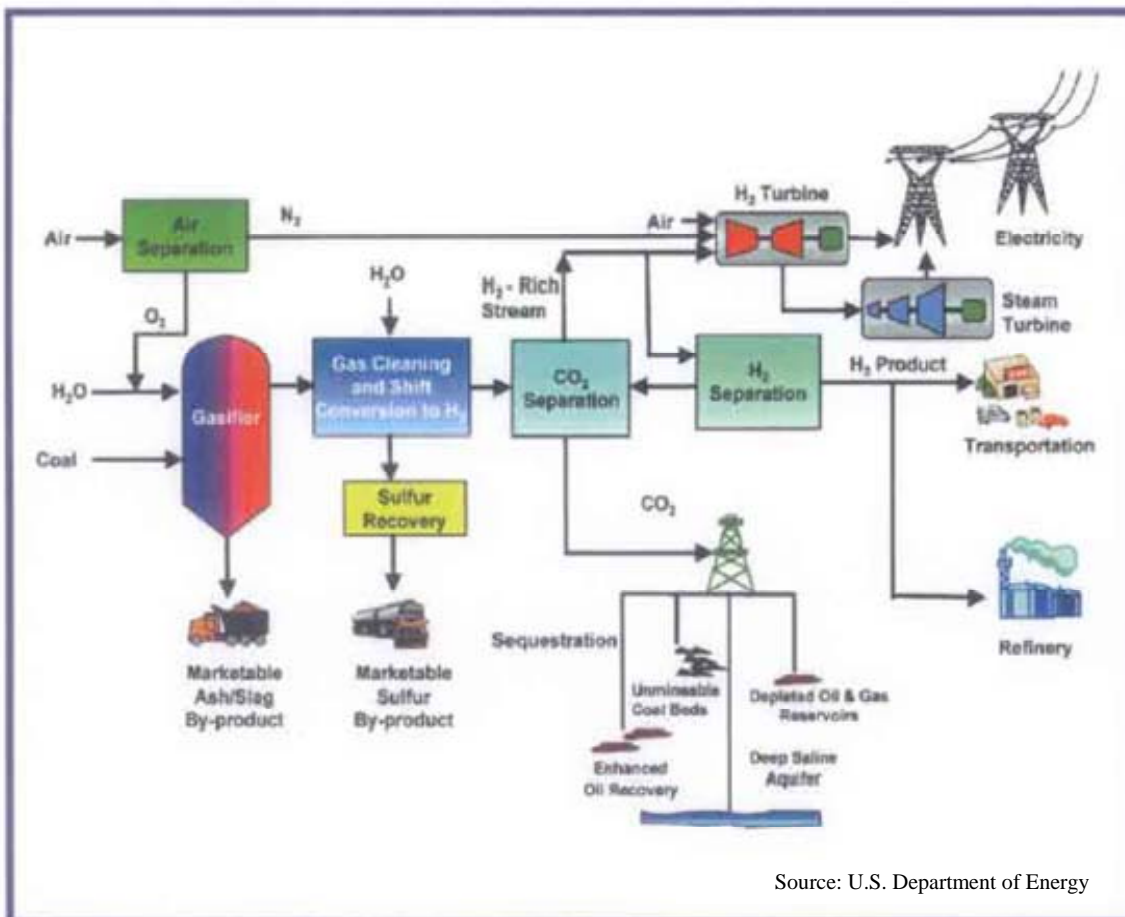 Air
Air
Separation
N₂
Air
H₂ Turbine
Electricity
H₂O
H₂ - Rich
Stream
Steam
Turbine
O₂
H₂O
Coal
Gasifier
Gas Cleaning
and Shift
Conversion to H₂
CO₂
Separation
H₂
Separation
H₂ Product
Transportation
Sulfur
Recovery
CO₂
Refinery
Marketable
Ash/Slag
By-product
Marketable
Sulfur
By-product
Sequestration
Unmineable
Coal Beds
Depleted Oil & Gas
Reservoirs
Enhanced
Oil Recovery
Deep Saline
Aquifer
Source: U.S. Department of Energy